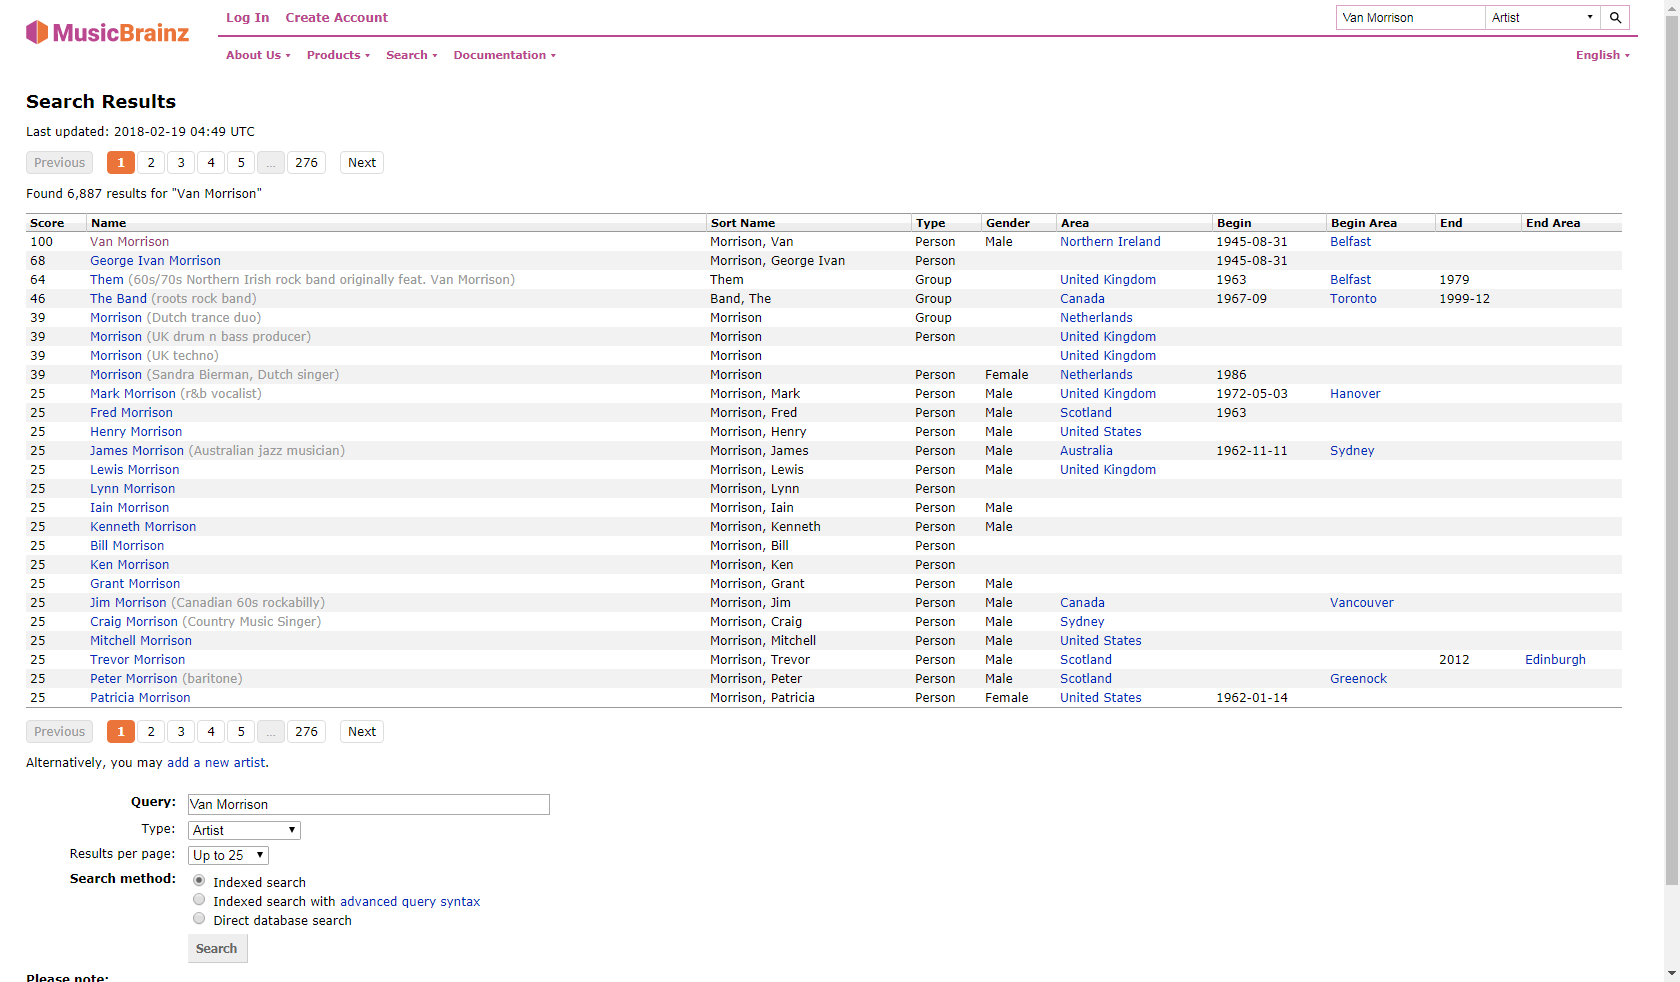 MusicBrainz
Log In Create Account
Van Morrison Artist
About Us Products Search Documentation English
Search Results
Last updated: 2018-02-19 04:49 UTC
Previous 1 2 3 4 5 ... 276 Next
Found 6,887 results for "Van Morrison"
Score Name Sort Name Type Gender Area Begin Begin Area End End Area
100 Van Morrison Morrison, Van Person Male Northern Ireland 1945-08-31 Belfast
68 George Ivan Morrison Morrison, George Ivan Person 1945-08-31
64 Them (60s/70s Northern Irish rock band originally feat. Van Morrison) Them Group United Kingdom 1963 Belfast 1979
46 The Band (roots rock band) Band, The Group Canada 1967-09 Toronto 1999-12
39 Morrison (Dutch trance duo) Morrison Group Netherlands
39 Morrison (UK drum n bass producer) Morrison Person United Kingdom
39 Morrison (UK techno) Morrison United Kingdom
39 Morrison (Sandra Bierman, Dutch singer) Morrison Person Female Netherlands 1986
25 Mark Morrison (r&b vocalist) Morrison, Mark Person Male United Kingdom 1972-05-03 Hanover
25 Fred Morrison Morrison, Fred Person Male Scotland 1963
25 Henry Morrison Morrison, Henry Person Male United States
25 James Morrison (Australian jazz musician) Morrison, James Person Male Australia 1962-11-11 Sydney
25 Lewis Morrison Morrison, Lewis Person Male United Kingdom
25 Lynn Morrison Morrison, Lynn Person
25 Iain Morrison Morrison, Iain Person Male
25 Kenneth Morrison Morrison, Kenneth Person Male
25 Bill Morrison Morrison, Bill Person
25 Ken Morrison Morrison, Ken Person
25 Grant Morrison Morrison, Grant Person Male
25 Jim Morrison (Canadian 60s rockabilly) Morrison, Jim Person Male Canada Vancouver
25 Craig Morrison (Country Music Singer) Morrison, Craig Person Male Sydney
25 Mitchell Morrison Morrison, Mitchell Person Male United States
25 Trevor Morrison Morrison, Trevor Person Male Scotland 2012 Edinburgh
25 Peter Morrison (baritone) Morrison, Peter Person Male Scotland Greenock
25 Patricia Morrison Morrison, Patricia Person Female United States 1962-01-14
Previous 1 2 3 4 5 ... 276 Next
Alternatively, you may add a new artist.
Query: Van Morrison
Type: Artist
Results per page: Up to 25
Search method: Indexed search
Indexed search with advanced query syntax
Direct database search
Search
Please note: